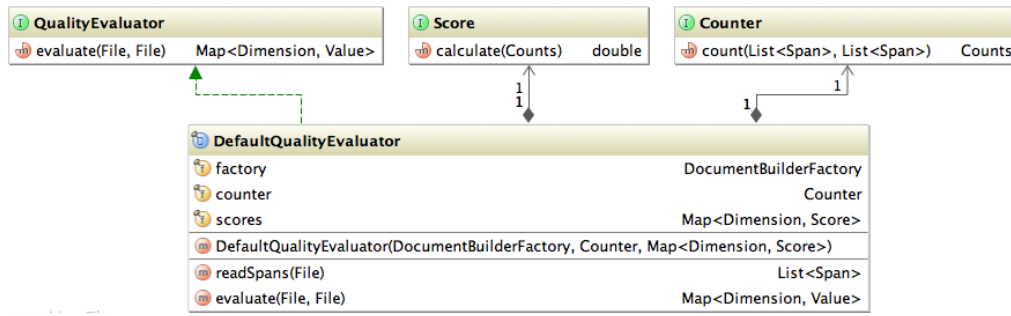 QualityEvaluator
evaluate(File, File) Map<Dimension, Value>
Score
calculate(Counts) double
Counter
count(List<Span>, List<Span>) Counts
1
1
1
1
DefaultQualityEvaluator
factory DocumentBuilderFactory
counter Counter
scores Map<Dimension, Score>
DefaultQualityEvaluator(DocumentBuilderFactory, Counter, Map<Dimension, Score>)
readSpans(File) List<Span>
evaluate(File, File) Map<Dimension, Value>